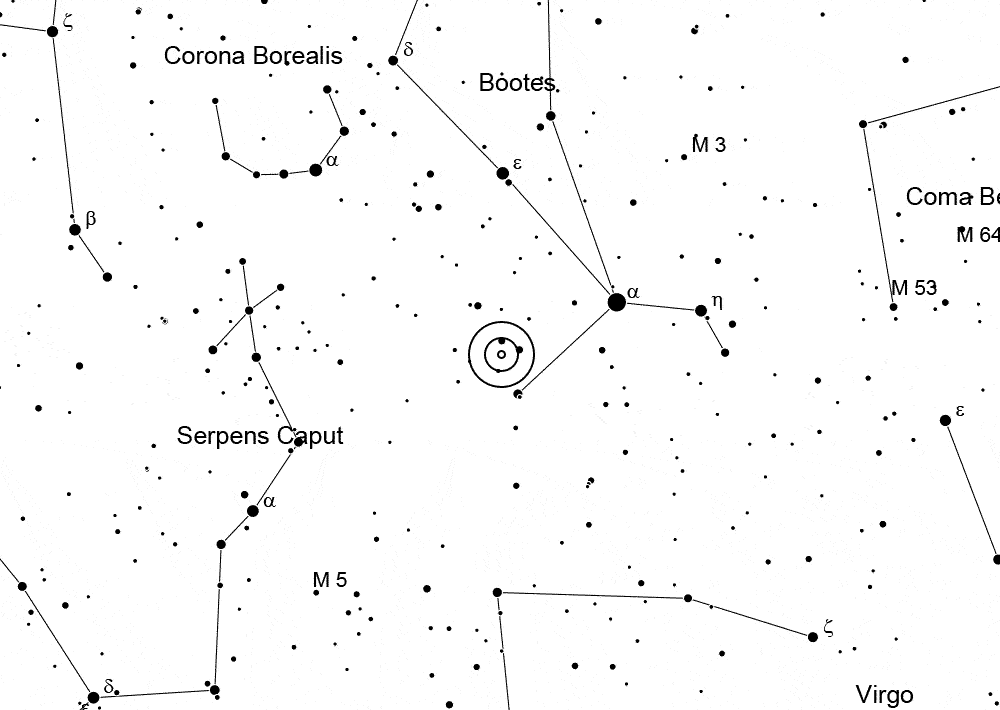 ζ
δ
Corona Borealis
Bootes
M 3
α
ε
Coma Be
β
M 64
M 53
α
η
ε
Serpens Caput
α
M 5
ζ
δ
ε
Virgo